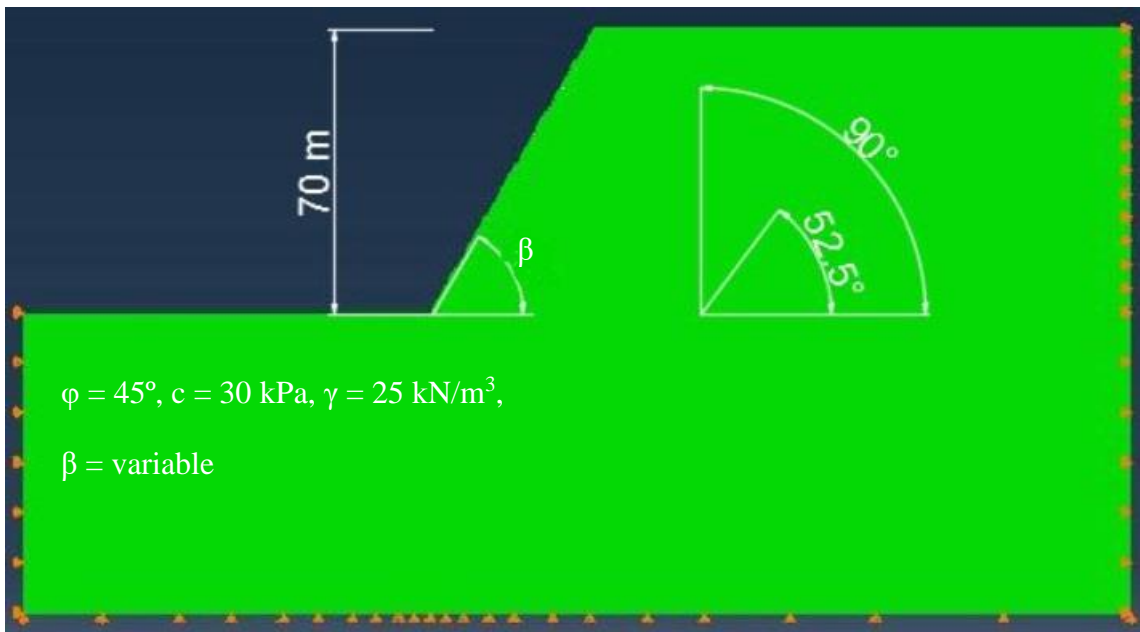 70 m
β
90°
52,5°
φ = 45º, c = 30 kPa, γ = 25 kN/m³,
β = variable